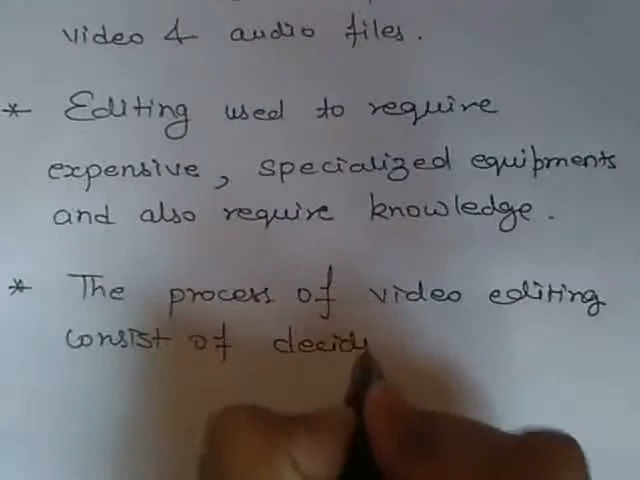 video & audio files.
* Editing used to require
expensive, specialized equipments
and also require knowledge.
* The process of video editing
consist of decid